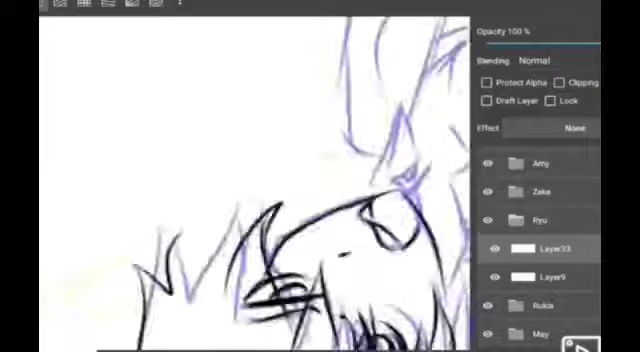 Opacity 100 %
Blending Normal
Protect Alpha Clipping
Draft Layer Lock
Effect None
Amy
Zeke
Ryu
Layer33
Layer9
Rukia
May